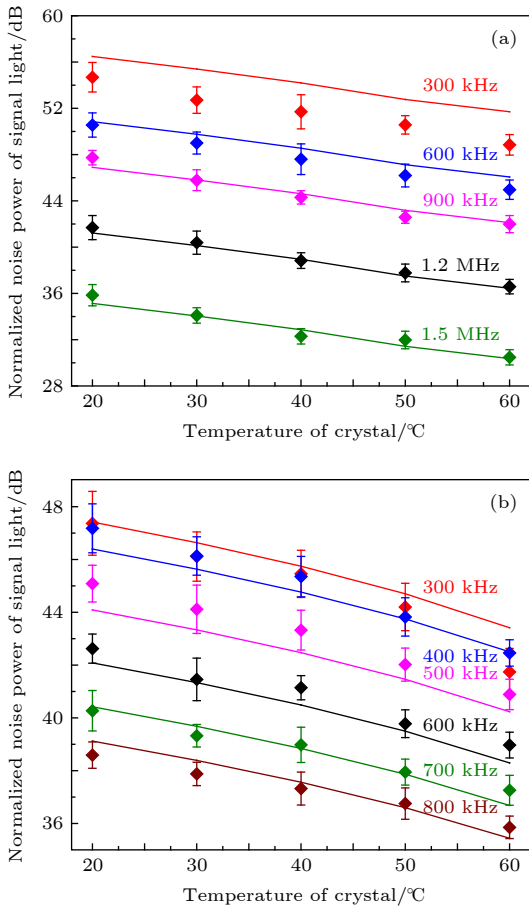 (a)
Normalized noise power of signal light/dB
60
52
44
36
28
300 kHz
600 kHz
900 kHz
1.2 MHz
1.5 MHz
20 30 40 50 60
Temperature of crystal/℃
(b)
Normalized noise power of signal light/dB
48
44
40
36
300 kHz
400 kHz
500 kHz
600 kHz
700 kHz
800 kHz
20 30 40 50 60
Temperature of crystal/℃